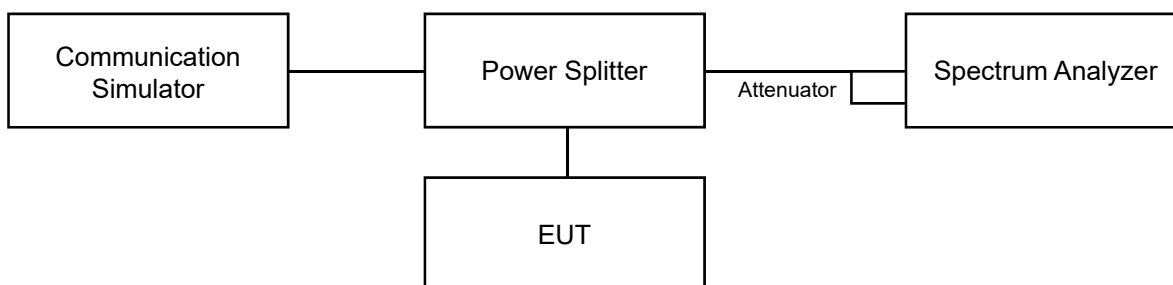 Communication
Simulator
Power Splitter
Attenuator
Spectrum Analyzer
EUT